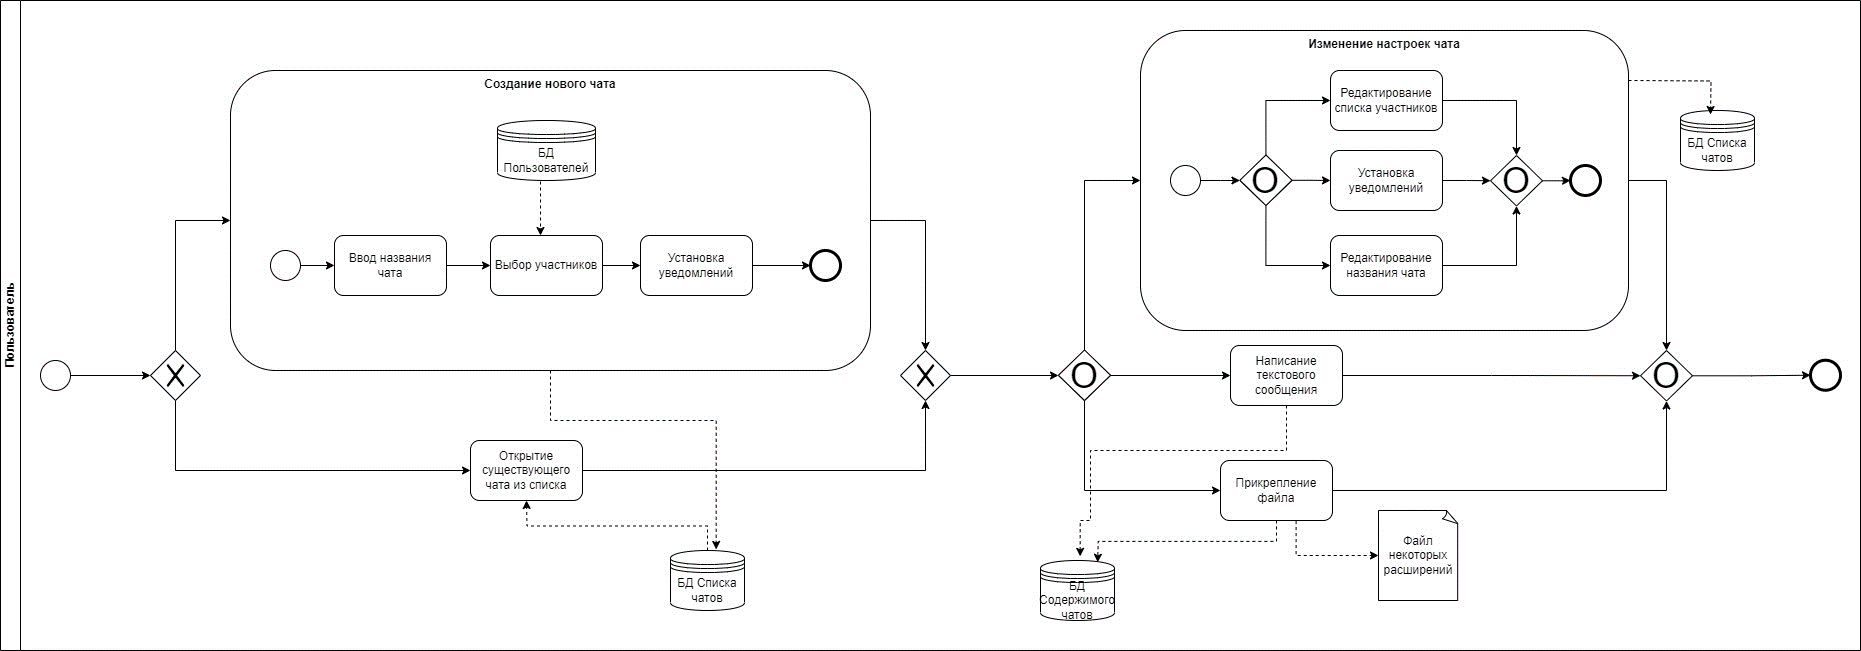 Пользователь
Создание нового чата
БД
Пользователей
Ввод названия
чата
Выбор участников
Установка
уведомлений
X
X
Открытие
существующего
чата из списка
БД Списка
чатов
Изменение настроек чата
Редактирование
списка участников
Установка
уведомлений
Редактирование
названия чата
БД Списка
чатов
Написание
текстового
сообщения
Прикрепление
файла
Файл
некоторых
расширений
БД
Содержимого
чатов